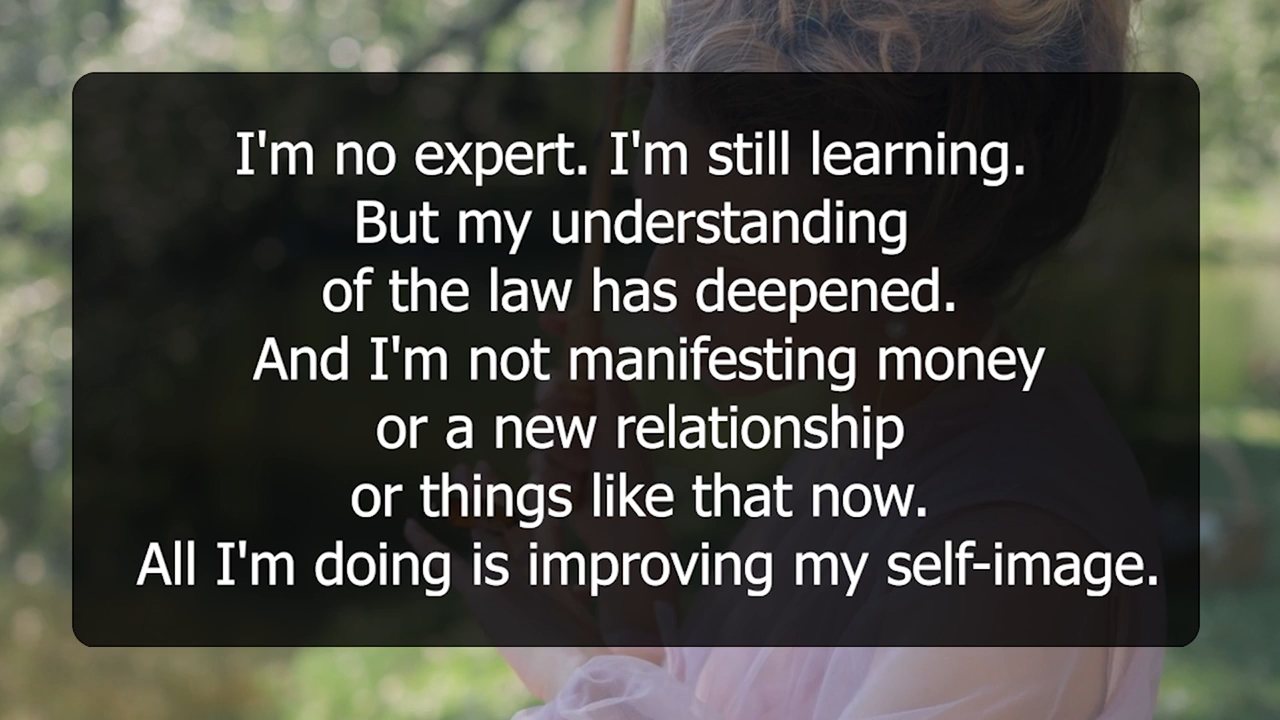 I'm no expert. I'm still learning.
But my understanding
of the law has deepened.
And I'm not manifesting money
or a new relationship
or things like that now.
All I'm doing is improving my self-image.